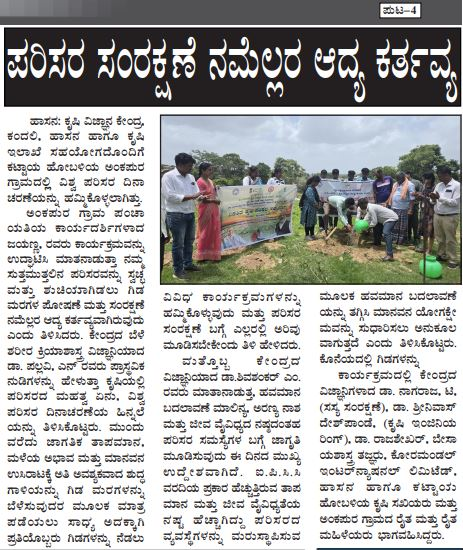 ಪುಟ-4
ಪರಿಸರ ಸಂರಕ್ಷಣೆ ನಮೆಲ್ಲರ ಆದ್ಯ ಕರ್ತವ್ಯ
ಹಾಸನ: ಕೃಷಿ ವಿಜ್ಞಾನ ಕೇಂದ್ರ,
ಕಂದಲಿ, ಹಾಸನ ಹಾಗೂ ಕೃಷಿ
ಇಲಾಖೆ ಸಹಯೋಗದೊಂದಿಗೆ
ಕಟ್ಟಾಯ ಹೋಬಳಿಯ ಅಂಕಪುರ
ಗ್ರಾಮದಲ್ಲಿ ವಿಶ್ವ ಪರಿಸರ ದಿನಾ
ಚರಣೆಯನ್ನು ಹಮ್ಮಿಕೊಳ್ಳಲಾಗಿತ್ತು
ಅಂಕಪುರ ಗ್ರಾಮ ಪಂಚಾ
ಯತಿಯ ಕಾರ್ಯದರ್ಶಿಗಳಾದ
ಜಯಣ್ಣ, ರವರು ಕಾರ್ಯಕ್ರಮವನ್ನು
ಉದ್ಘಾಟಿಸಿ ಮಾತನಾಡುತ್ತಾ ನಮ್ಮ
ಸುತ್ತಮುತ್ತಲಿನ ಪರಿಸರವನ್ನು ಸ್ವಚ್ಛ
ಮತ್ತು ಶುಚಿಯಾಗಿಡಲು ಗಿಡ
ಮರಗಳ ಪೋಷಣೆ ಮತ್ತು ಸಂರಕ್ಷಣೆ
ನಮೆಲ್ಲರ ಆದ್ಯ ಕರ್ತವ್ಯವಾಗಿರುವುದು
ಎಂದು ತಿಳಿಸಿದರು. ಕೇಂದ್ರದ ಬೆಳೆ
ಶರೀರ ಕ್ರಿಯಾಶಾಸ್ತ್ರ ವಿಜ್ಞಾನಿಯಾದ
ಡಾ. ಪಲ್ಲವಿ, ಎನ್ ರವರು ಪ್ರಾಸ್ಥವಿಕ
ನುಡಿಗಳನ್ನು ಹೇಳುತ್ತಾ ಕೃಷಿಯಲ್ಲಿ
ಪರಿಸರದ ಮಹತ್ವ ಏನು, ವಿಶ್ವ
ಪರಿಸರ ದಿನಾಚರಣೆಯ ಹಿನ್ನಲೆ
ಯನ್ನು ತಿಳಿಸಿಕೊಟ್ಟರು. ಮುಂದು
ವರೆದು ಜಾಗತಿಕ ತಾಪಮಾನ,
ಮಳೆಯ ಅಭಾವ ಮತ್ತು ಮಾನವನ
ಉಸಿರಾಟಕ್ಕೆ ಅತಿ ಅವಶ್ಯಕವಾದ ಶುದ್ಧ
ಗಾಳಿಯನ್ನು ಗಿಡ ಮರಗಳನ್ನು
ಬೆಳೆಸುವುದರ ಮೂಲಕ ಮಾತ್ರ
ಪಡೆಯಲು ಸಾಧ್ಯ ಅದಕ್ಕಾಗಿ
ಪ್ರತಿಯೊಬ್ಬರು ಗಿಡಗಳನ್ನು ನೆಡಲು
ವಿವಿಧ ಕಾರ್ಯಕ್ರಮಗಳನ್ನು
ಹಮ್ಮಿಕೊಳ್ಳುವುದು ಮತ್ತು ಪರಿಸರ
ಸಂರಕ್ಷಣೆ ಬಗ್ಗೆ ಎಲ್ಲರಲ್ಲಿ ಅರಿವು
ಮೂಡಿಸಬೇಕೆಂದು ತಿಳಿ ಹೇಳಿದರು.
ಮತ್ತೊಬ್ಬ ಕೇಂದ್ರದ
ವಿಜ್ಞಾನಿಯಾದ ಡಾ.ಶಿವಶಂಕರ್ ಎಂ.
ರವರು ಮಾತಾನಾಡುತ್ತ, ಹವಮಾನ
ಬದಲಾವಣೆ ಮಾಲಿನ್ಯ, ಅರಣ್ಯ ನಾಶ
ಮತ್ತು ಜೀವ ವೈವಿಧ್ಯದ ನಷ್ಟದಂತಹ
ಪರಿಸರ ಸಮಸ್ಯೆಗಳ ಬಗ್ಗೆ ಜಾಗೃತಿ
ಮೂಡಿಸುವುದು ಈ ದಿನದ ಮುಖ್ಯ
ಉದ್ದೇಶವಾಗಿದೆ. ಐ.ಪಿ.ಸಿ.ಸಿ
ವರದಿಯ ಪ್ರಕಾರ ಹೆಚ್ಚುತ್ತಿರುವ ತಾಪ
ಮಾನ ಮತ್ತು ಜೀವ ವೈವಿಧ್ಯತೆಯ
ನಷ್ಟ ಹೆಚ್ಚಾಗಿದ್ದು ಪರಿಸರದ
ವ್ಯವಸ್ಥೆಗಳನ್ನು ಮರುಸ್ಥಾಪಿಸುವ
ಮೂಲಕ ಹವಮಾನ ಬದಲಾವಣೆ
ಯನ್ನು ತಗ್ಗಿಸಿ ಮಾನವನ ಯೋಗಕ್ಷೇ
ಮವನ್ನು ಸುಧಾರಿಸಲು ಅನುಕೂಲ
ವಾಗುತ್ತದೆ ಎಂದು ತಿಳಿಸಿಕೊಟ್ಟರು.
ಕೊನೆಯದಲ್ಲಿ ಗಿಡಗಳನ್ನು
ಕಾರ್ಯಕ್ರಮದಲ್ಲಿ ಕೇಂದ್ರದ
ವಿಜ್ಞಾನಿಗಳಾದ ಡಾ. ನಾಗರಾಜ, ಟಿ,
(ಸಸ್ಯ ಸಂರಕ್ಷಣೆ), ಡಾ. ಶ್ರೀನಿವಾಸ್
ದೇಶ್‌ಪಾಂಡೆ, (ಕೃಷಿ ಇಂಜಿನಿಯ
ರಿಂಗ್), ಡಾ. ರಾಜಶೇಖರ್, ಬೇಸಾ
ಯಶಾಸ್ತ್ರ ತಜ್ಞರು, ಕೋರಮಂಡಲ್
ಇಂಟರ್‌ನ್ಯಾಷನಲ್ ಲಿಮಿಟೆಡ್,
ಹಾಸನ ಹಾಗೂ ಕಟ್ಟಾಯ
ಹೋಬಳಿಯ ಕೃಷಿ ಸಖಿಯರು ಮತ್ತು
ಅಂಕಪುರ ಗ್ರಾಮದ ರೈತ ಮತ್ತು ರೈತ
ಮಹಿಳೆಯರು ಭಾಗವಹಿಸಿದ್ದರು.